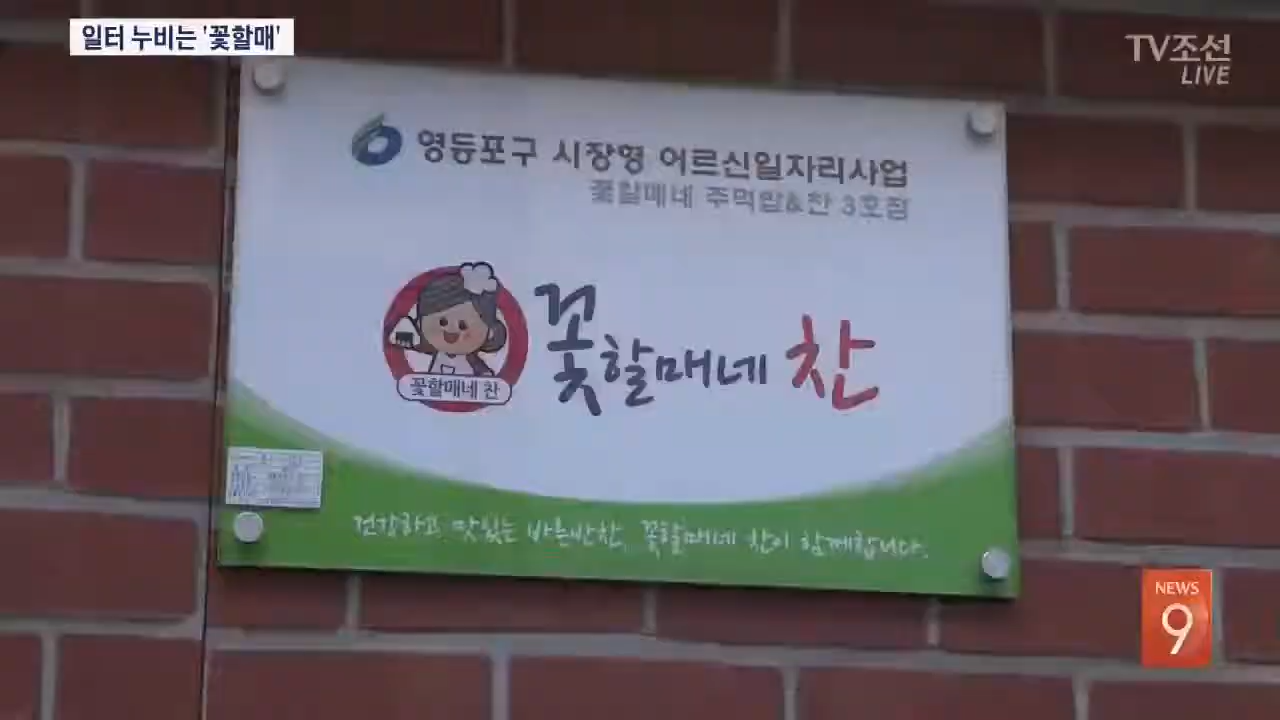 일터 누비는 '꽃할매'
TV조선
LIVE
영등포구 시장형 어르신일자리사업
꽃할매네 주먹밥&찬 3호점
꽃할매네 찬
꽃할매네 찬
건강하고 맛있는 바른반찬, 꽃할매네 찬이 함께합니다.
NEWS
9